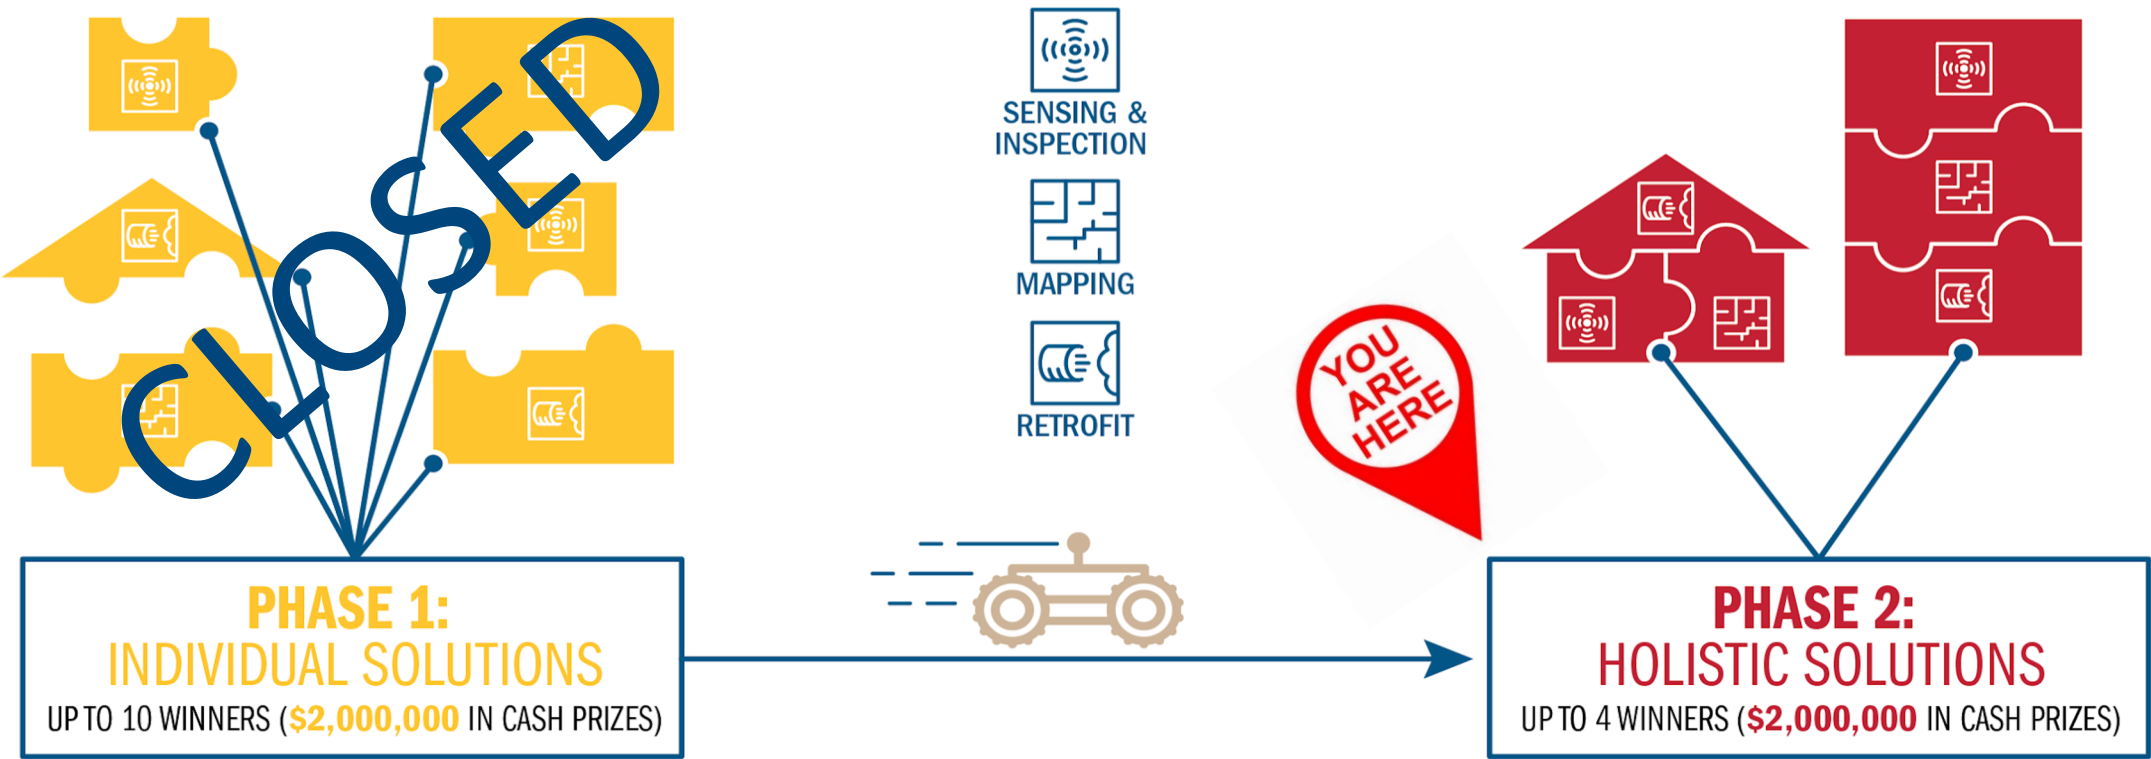 CLOSED
SENSING &
INSPECTION
MAPPING
RETROFIT
YOU
ARE
HERE
PHASE 1:
INDIVIDUAL SOLUTIONS
UP TO 10 WINNERS ($2,000,000 IN CASH PRIZES)
PHASE 2:
HOLISTIC SOLUTIONS
UP TO 4 WINNERS ($2,000,000 IN CASH PRIZES)